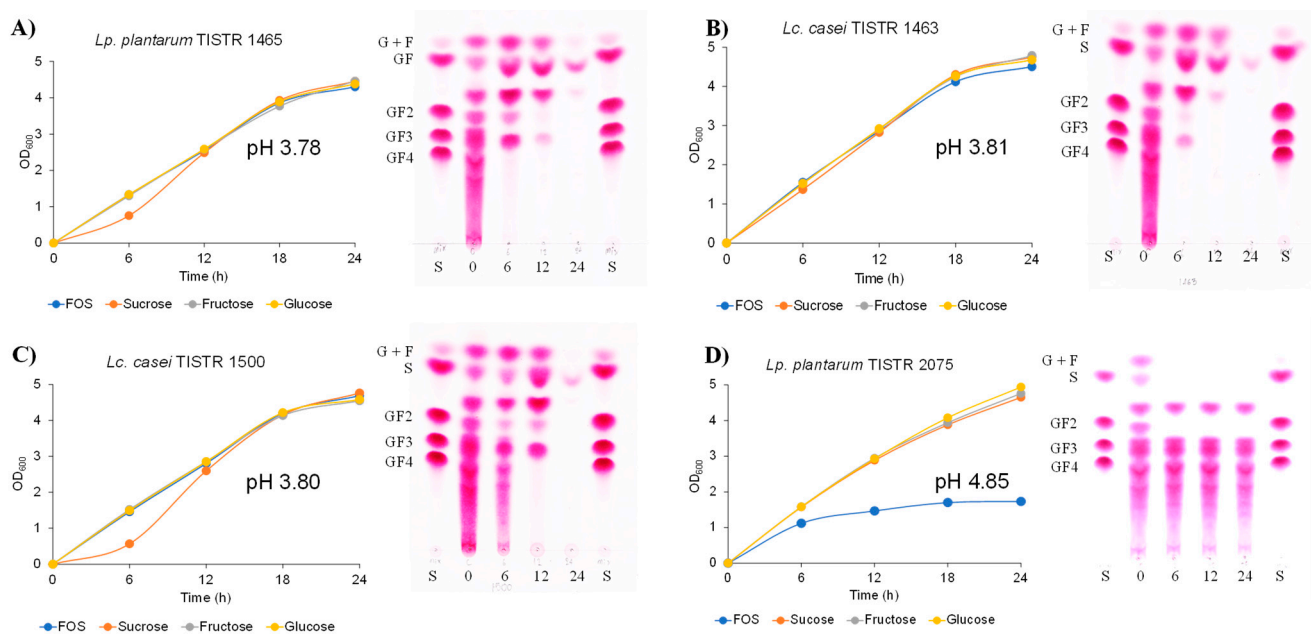 A)
Lp. plantarum TISTR 1465
OD600
5
4
3
2
1
0
pH 3.78
0 6 12 18 24
Time (h)
FOS Sucrose Fructose Glucose
G + F
GF
GF2
GF3
GF4
S 0 6 12 24 S
B)
Lc. casei TISTR 1463
OD600
5
4
3
2
1
0
pH 3.81
0 6 12 18 24
Time (h)
FOS Sucrose Fructose Glucose
G + F
S
GF2
GF3
GF4
S 0 6 12 24 S
1263
C)
Lc. casei TISTR 1500
OD600
5
4
3
2
1
0
pH 3.80
0 6 12 18 24
Time (h)
FOS Sucrose Fructose Glucose
G + F
S
GF2
GF3
GF4
S 0 6 12 24 S
1500
D)
Lp. plantarum TISTR 2075
OD600
5
4
3
2
1
0
pH 4.85
0 6 12 18 24
Time (h)
FOS Sucose Fructose Glucose
G + F
S
GF2
GF3
GF4
S 0 6 12 24 S